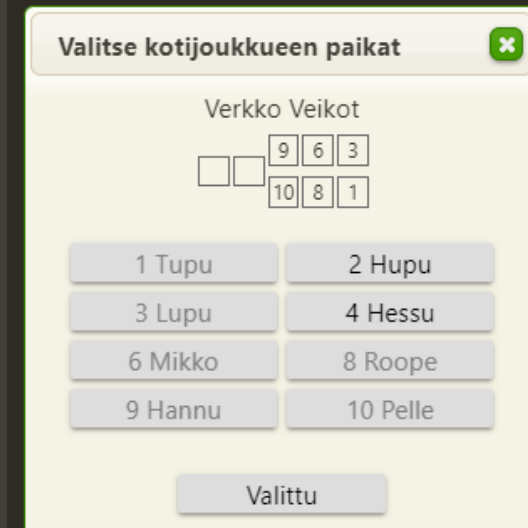 Valitse kotijoukkueen paikat
Verkko Veikot
9 6 3
10 8 1
1 Tupu 2 Hupu
3 Lupu 4 Hessu
6 Mikko 8 Roope
9 Hannu 10 Pelle
Valittu